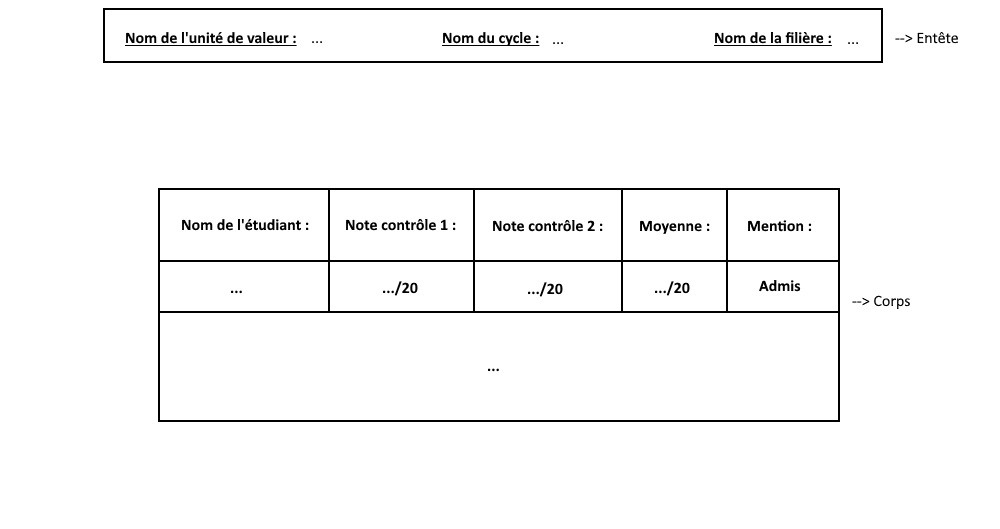 Nom de l'unité de valeur : ... Nom du cycle : ... Nom de la filière : ... --> Entête
Nom de l'étudiant : Note contrôle 1 : Note contrôle 2 : Moyenne : Mention :
... .../20 .../20 .../20 Admis
--> Corps
...